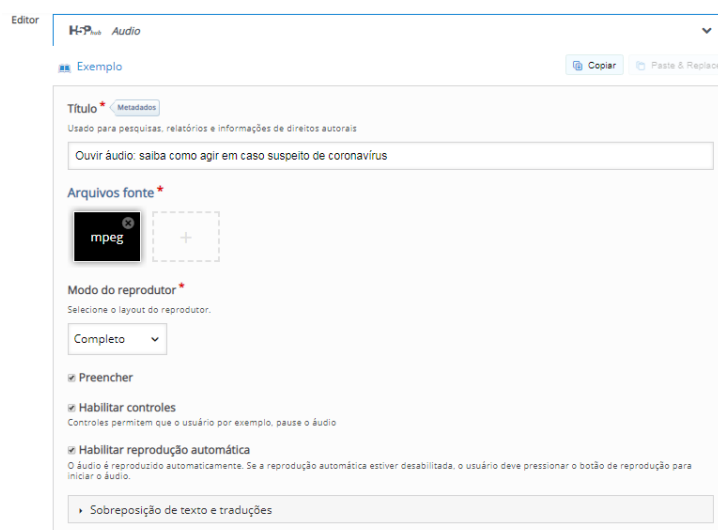 Editor
H5P hub Audio
Exemplo
Copiar
Paste & Replace
Título * Metadados
Usado para pesquisas, relatórios e informações de direitos autorais
Ouvir áudio: saiba como agir em caso suspeito de coronavírus
Arquivos fonte *
mpeg
+
Modo do reprodutor *
Selecione o layout do reprodutor.
Completo
Preencher
Habilitar controles
Controles permitem que o usuário por exemplo, pause o áudio
Habilitar reprodução automática
O áudio é reproduzido automaticamente. Se a reprodução automática estiver desabilitada, o usuário deve pressionar o botão de reprodução para
iniciar o áudio.
Sobreposição de texto e traduções